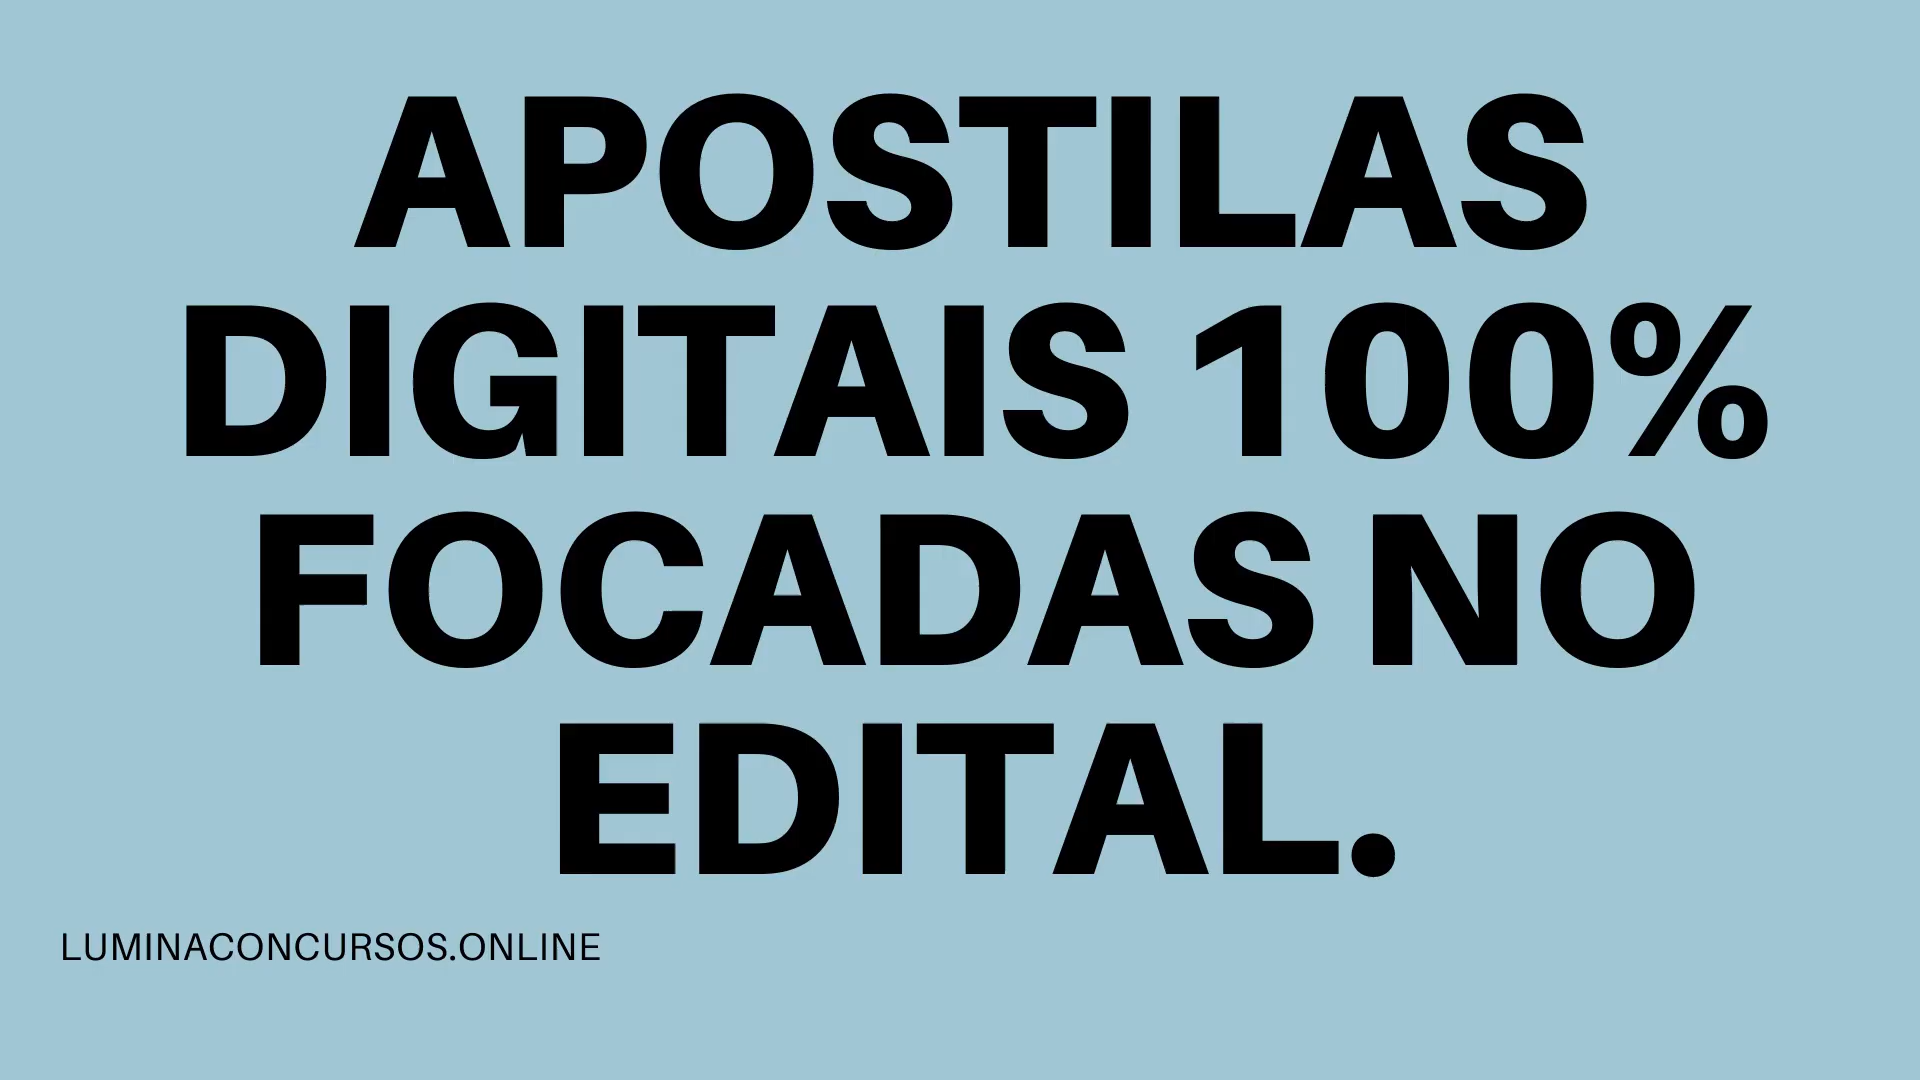 APOSTILAS
DIGITAIS 100%
FOCADAS NO
EDITAL.
LUMINACONCURSOS.ONLINE